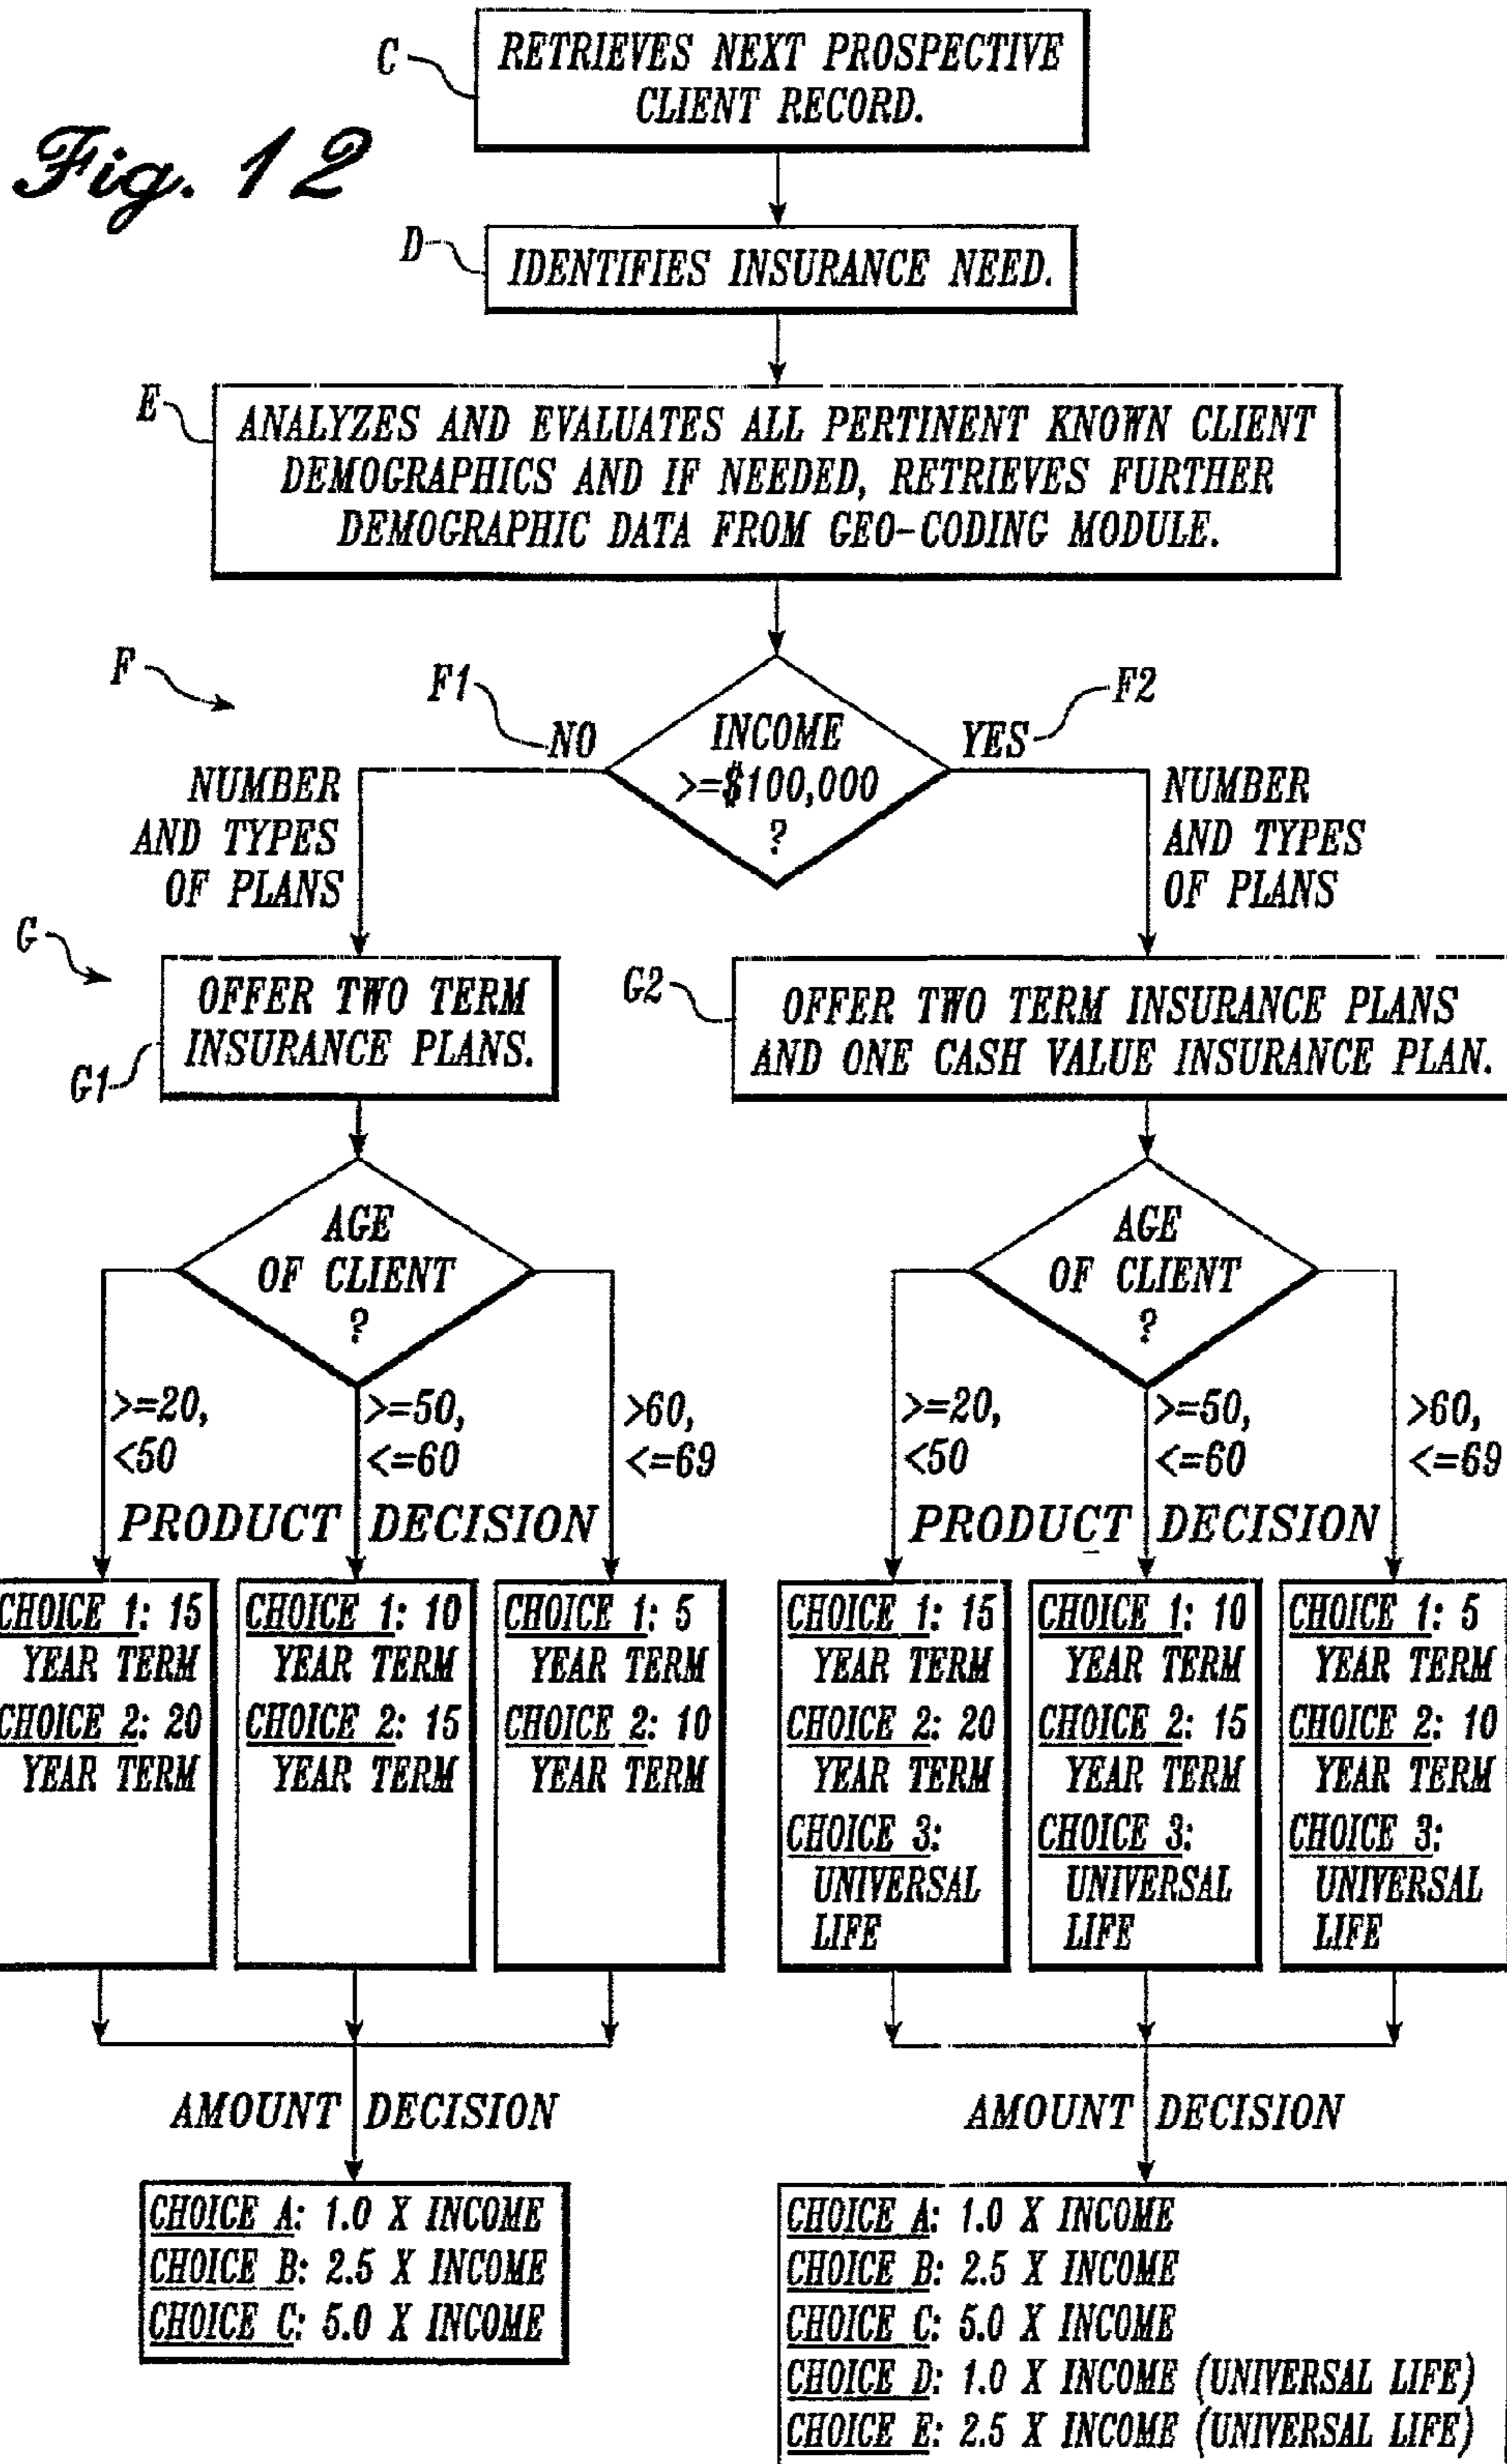 Fig. 12
C
RETRIEVES NEXT PROSPECTIVE
CLIENT RECORD.
D
IDENTIFIES INSURANCE NEED.
E
ANALYZES AND EVALUATES ALL PERTINENT KNOWN CLIENT
DEMOGRAPHICS AND IF NEEDED, RETRIEVES FURTHER
DEMOGRAPHIC DATA FROM GEO-CODING MODULE.
F
F1
NO
INCOME
>=$100,000
?
YES
F2
NUMBER
AND TYPES
OF PLANS
NUMBER
AND TYPES
OF PLANS
G
OFFER TWO TERM
INSURANCE PLANS.
G1
G2
OFFER TWO TERM INSURANCE PLANS
AND ONE CASH VALUE INSURANCE PLAN.
AGE
OF CLIENT
?
>=20,
<50
>=50,
<=60
>60,
<=69
PRODUCT DECISION
CHOICE 1: 15
YEAR TERM
CHOICE 2: 20
YEAR TERM
CHOICE 1: 10
YEAR TERM
CHOICE 2: 15
YEAR TERM
CHOICE 1: 5
YEAR TERM
CHOICE 2: 10
YEAR TERM
AMOUNT DECISION
CHOICE A: 1.0 X INCOME
CHOICE B: 2.5 X INCOME
CHOICE C: 5.0 X INCOME
AGE
OF CLIENT
?
>=20,
<50
>=50,
<=60
>60,
<=69
PRODUCT DECISION
CHOICE 1: 15
YEAR TERM
CHOICE 2: 20
YEAR TERM
CHOICE 3:
UNIVERSAL
LIFE
CHOICE 1: 10
YEAR TERM
CHOICE 2: 15
YEAR TERM
CHOICE 3:
UNIVERSAL
LIFE
CHOICE 1: 5
YEAR TERM
CHOICE 2: 10
YEAR TERM
CHOICE 3:
UNIVERSAL
LIFE
AMOUNT DECISION
CHOICE A: 1.0 X INCOME
CHOICE B: 2.5 X INCOME
CHOICE C: 5.0 X INCOME
CHOICE D: 1.0 X INCOME (UNIVERSAL LIFE)
CHOICE E: 2.5 X INCOME (UNIVERSAL LIFE)